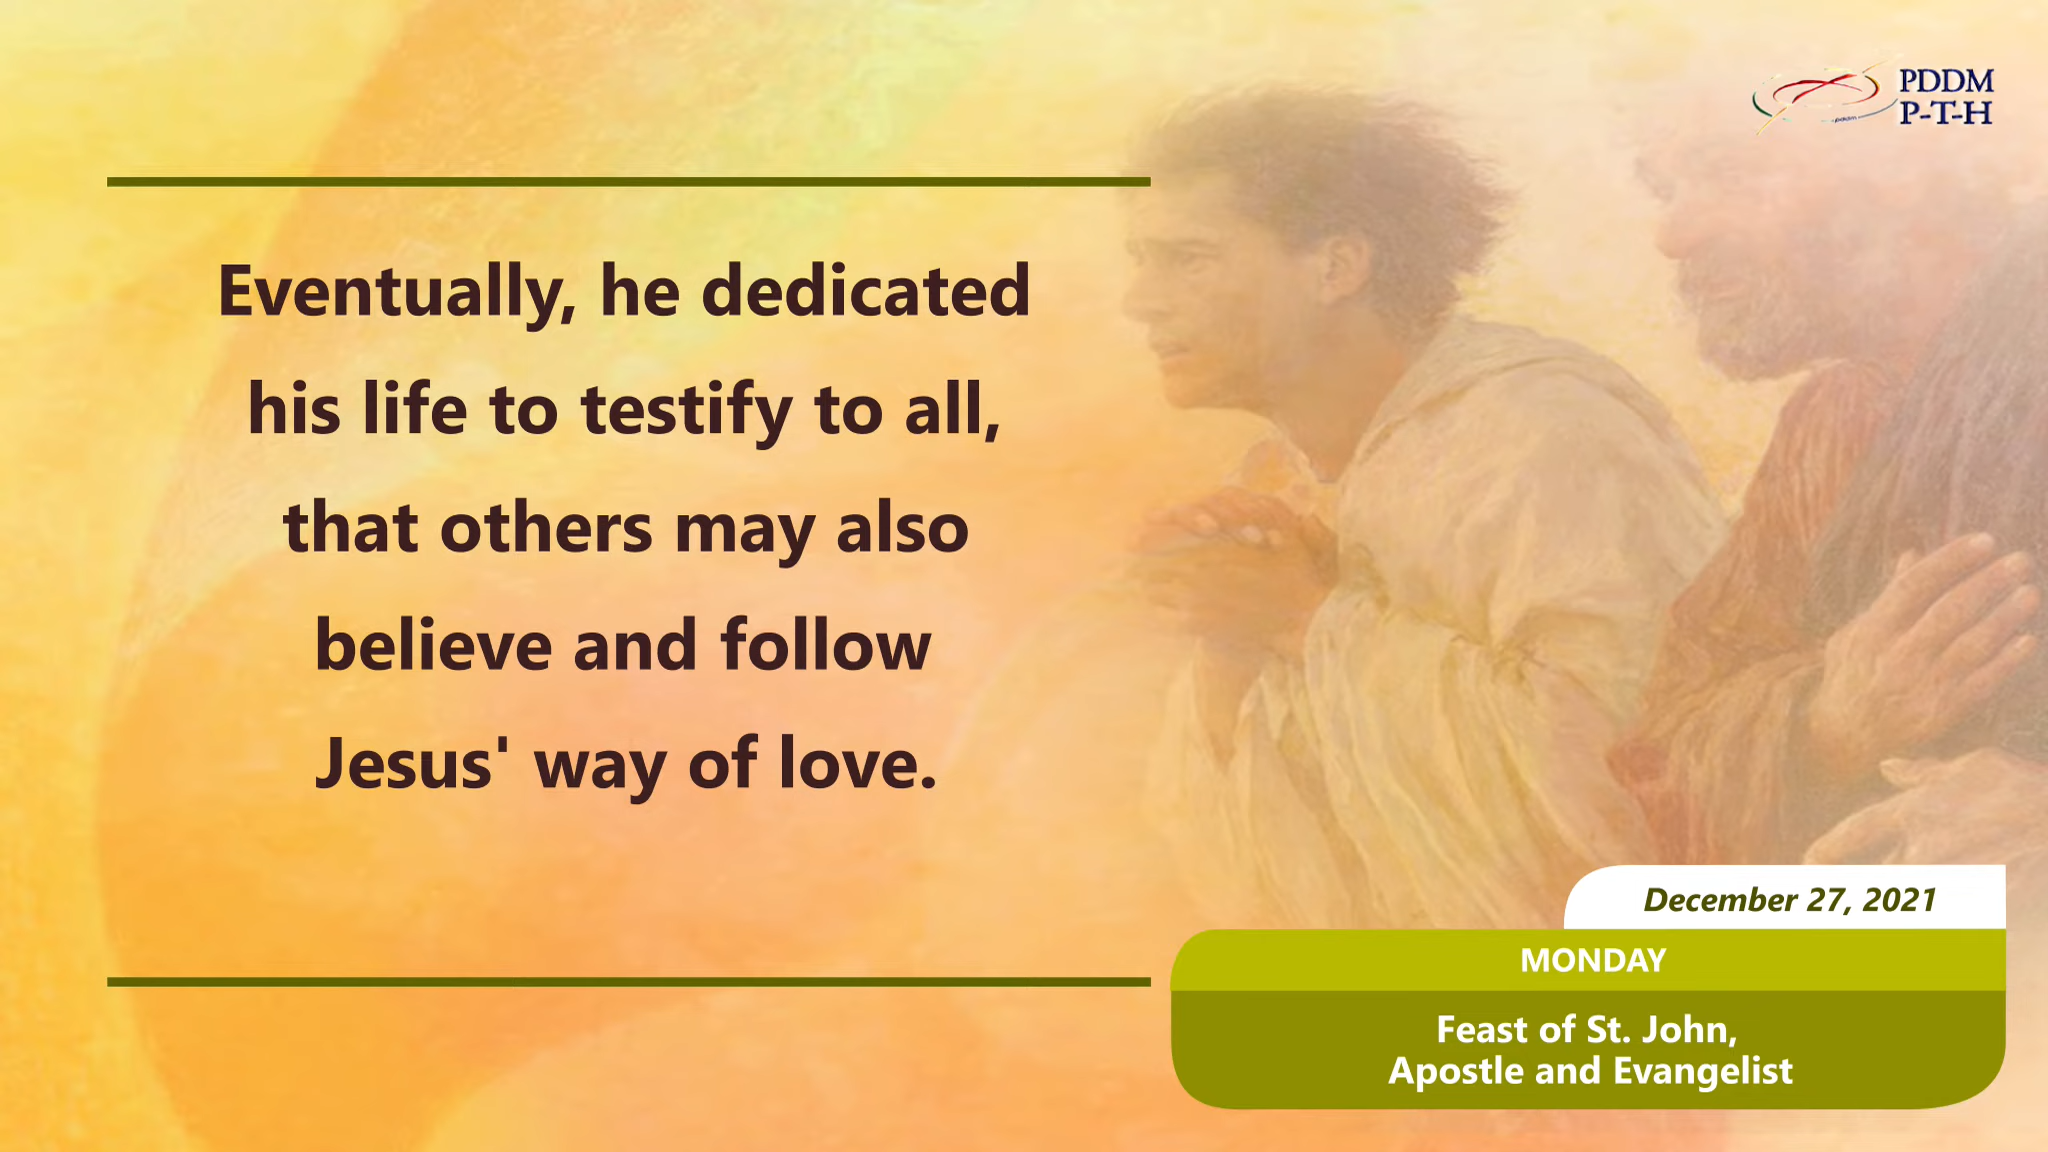 PDDM
P-T-H
pddm
Eventually, he dedicated
his life to testify to all,
that others may also
believe and follow
Jesus' way of love.
December 27, 2021
MONDAY
Feast of St. John,
Apostle and Evangelist